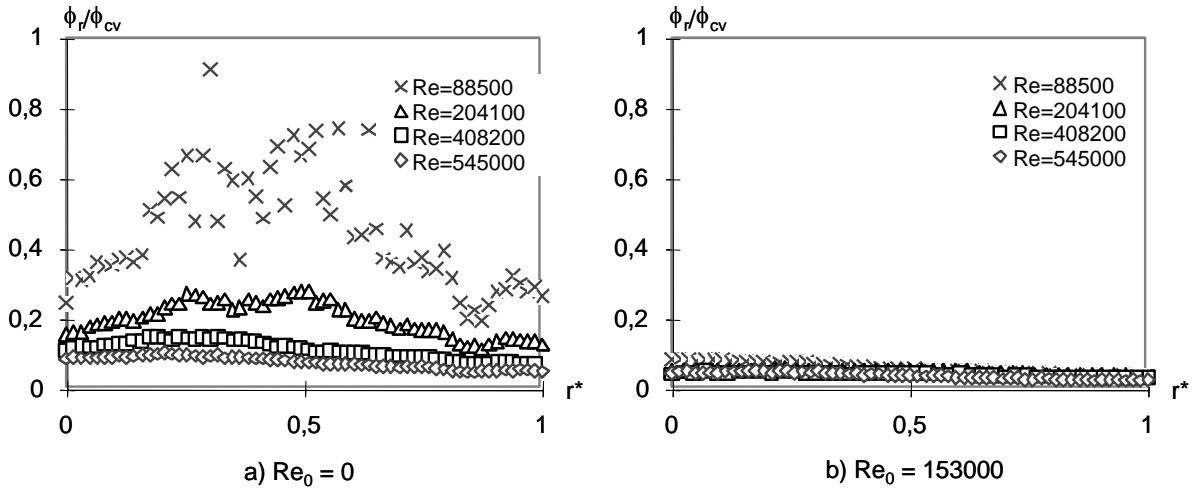 ϕr/ϕcv
1
0,8
0,6
0,4
0,2
0
0
0,5
1
r*
Re=88500
Re=204100
Re=408200
Re=545000
a) Re0 = 0
ϕr/ϕcv
1
0,8
0,6
0,4
0,2
0
0
0,5
1
r*
Re=88500
Re=204100
Re=408200
Re=545000
b) Re0 = 153000